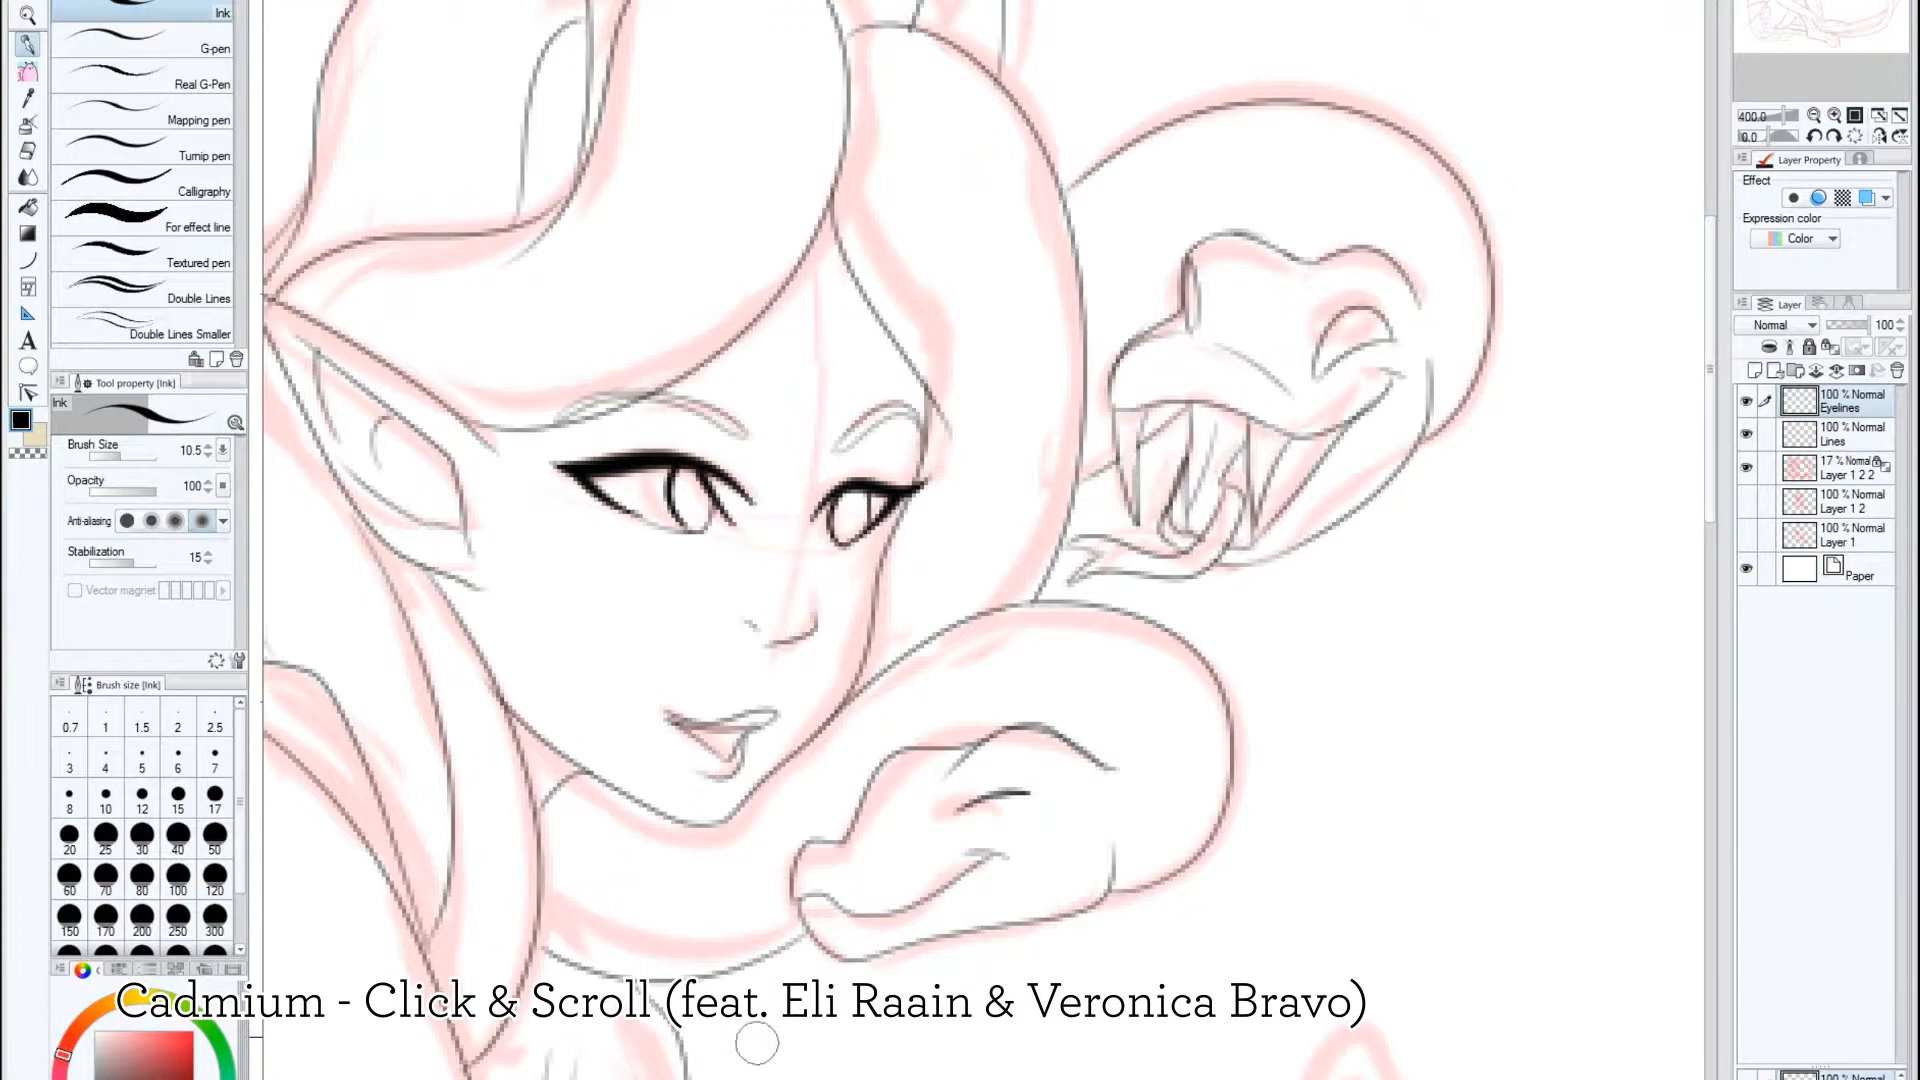 Ink
G-pen
Real G-Pen
Mapping pen
Turnip pen
Calligraphy
For effect line
Textured pen
Double Lines
Double Lines Smaller
Tool property [Ink]
Ink
Brush Size 10.5
Opacity 100
Anti-aliasing
Stabilization 15
Vector magnet
Brush size [Ink]
0.7 1 1.5 2 2.5
3 4 5 6 7
8 10 12 15 17
20 25 30 40 50
60 70 80 100 120
150 170 200 250 300
Cadmium - Click & Scroll (feat. Eli Raain & Veronica Bravo)
400.0
0.0
Layer Property
Effect
Expression color
Color
Layer
Normal 100
100 % Normal
Eyelines
100 % Normal
Lines
17 % Normal
Layer 1 2 2
100 % Normal
Layer 1 2
100 % Normal
Layer 1
Paper
100 % Normal